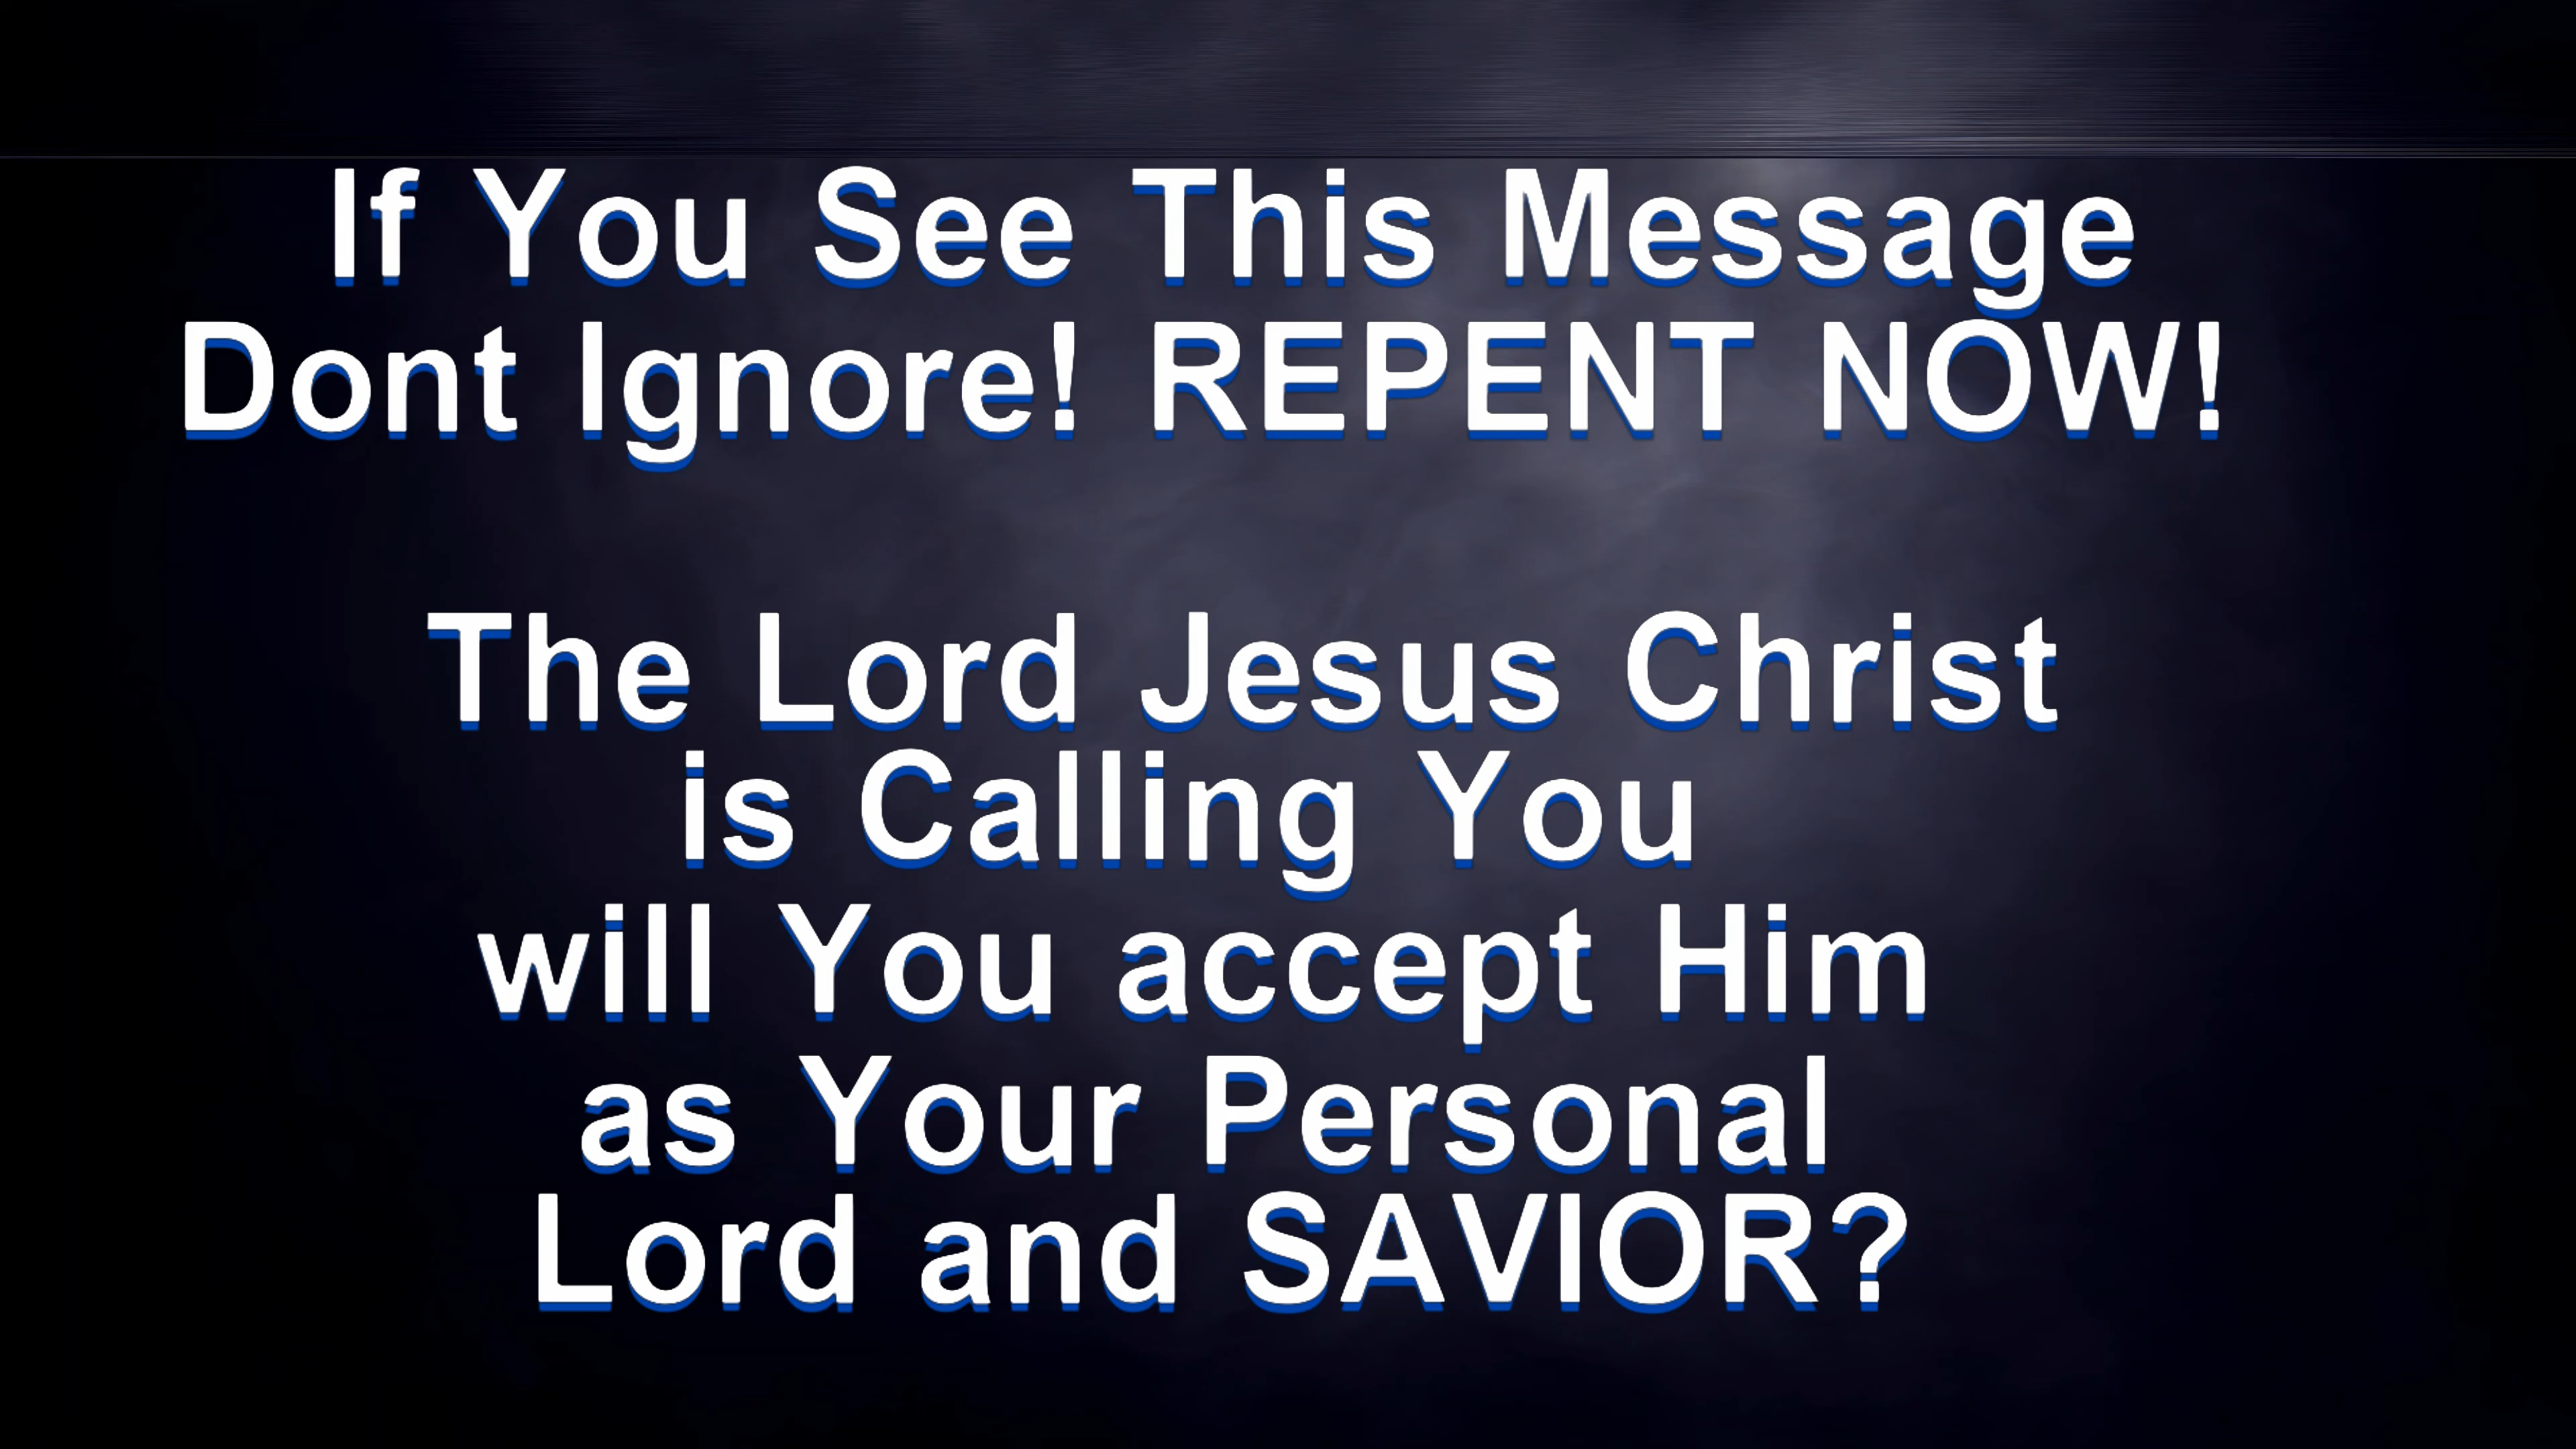 If You See This Message
Dont Ignore! REPENT NOW!
The Lord Jesus Christ
is Calling You
will You accept Him
as Your Personal
Lord and SAVIOR?